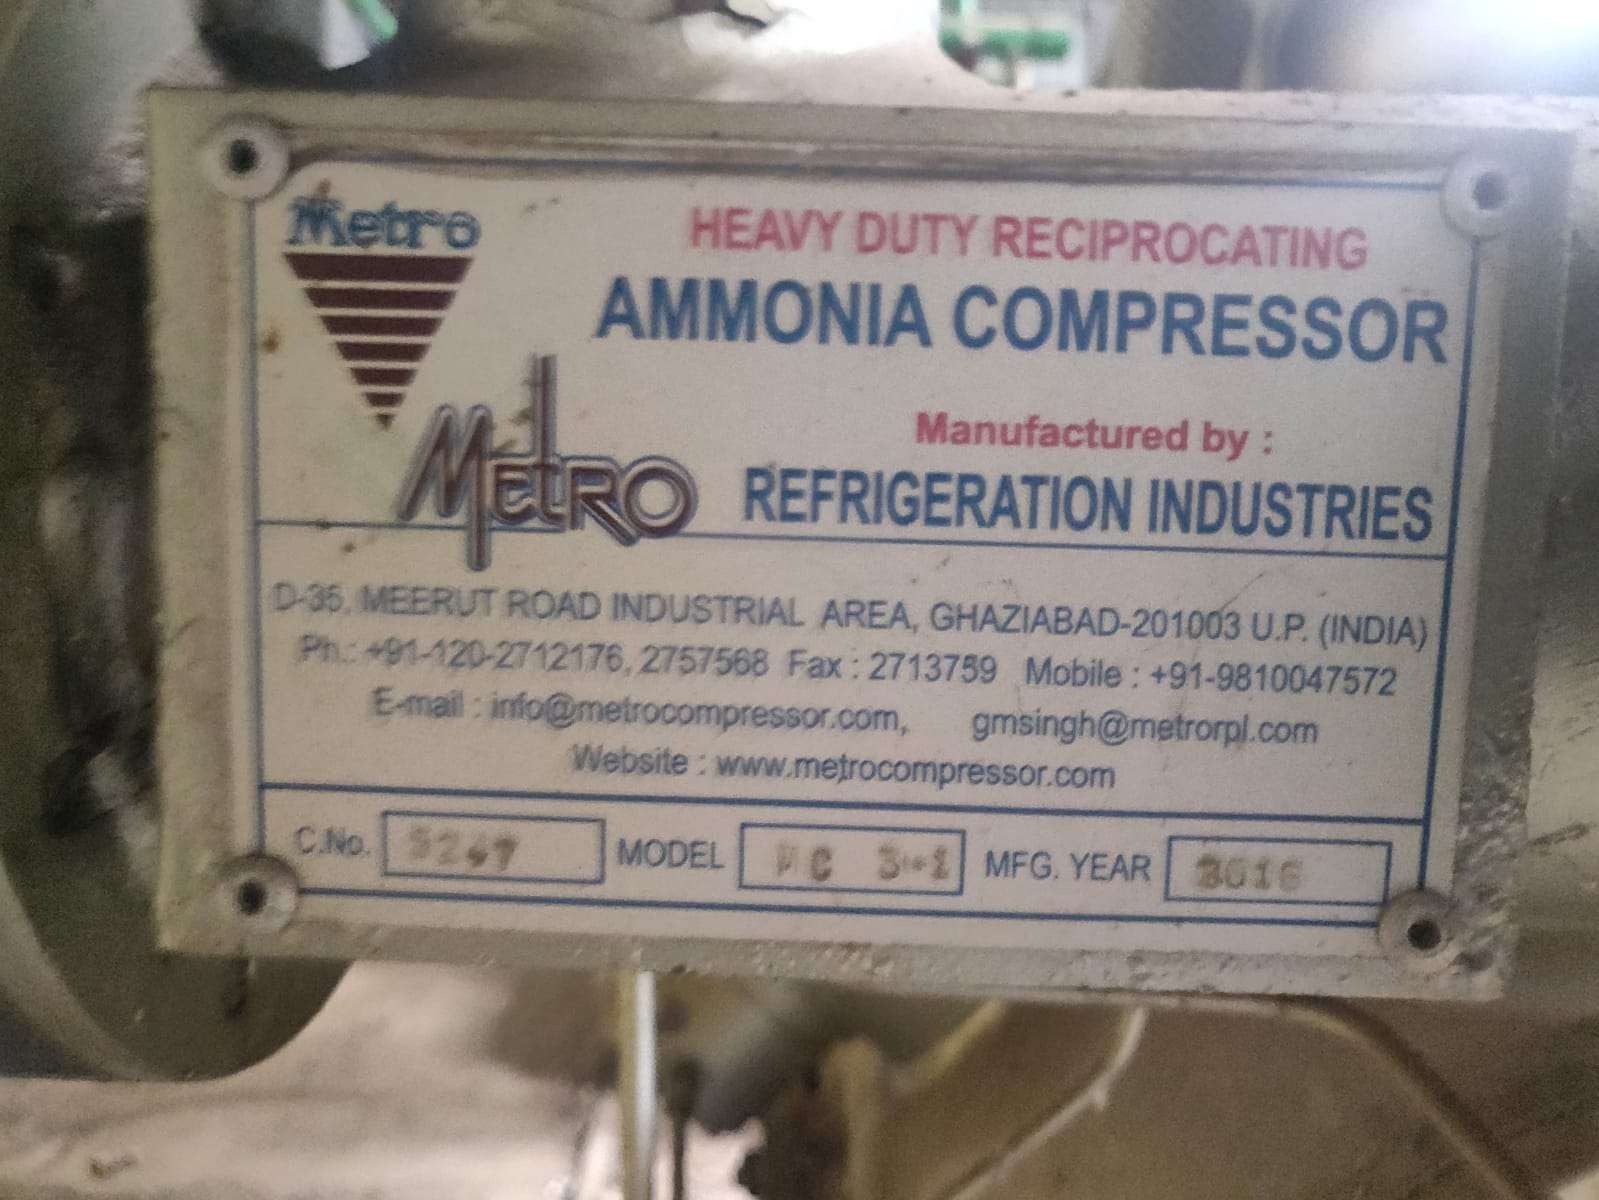 Metro
HEAVY DUTY RECIPROCATING
AMMONIA COMPRESSOR
Manufactured by :
METRO REFRIGERATION INDUSTRIES
D-35, MEERUT ROAD INDUSTRIAL AREA, GHAZIABAD-201003 U.P. (INDIA)
Ph.: +91-120-2712176, 2757568 Fax : 2713759 Mobile : +91-9810047572
E-mail : info@metrocompressor.com, gmsingh@metrorpl.com
Website : www.metrocompressor.com
C.No. MODEL MFG. YEAR 2016